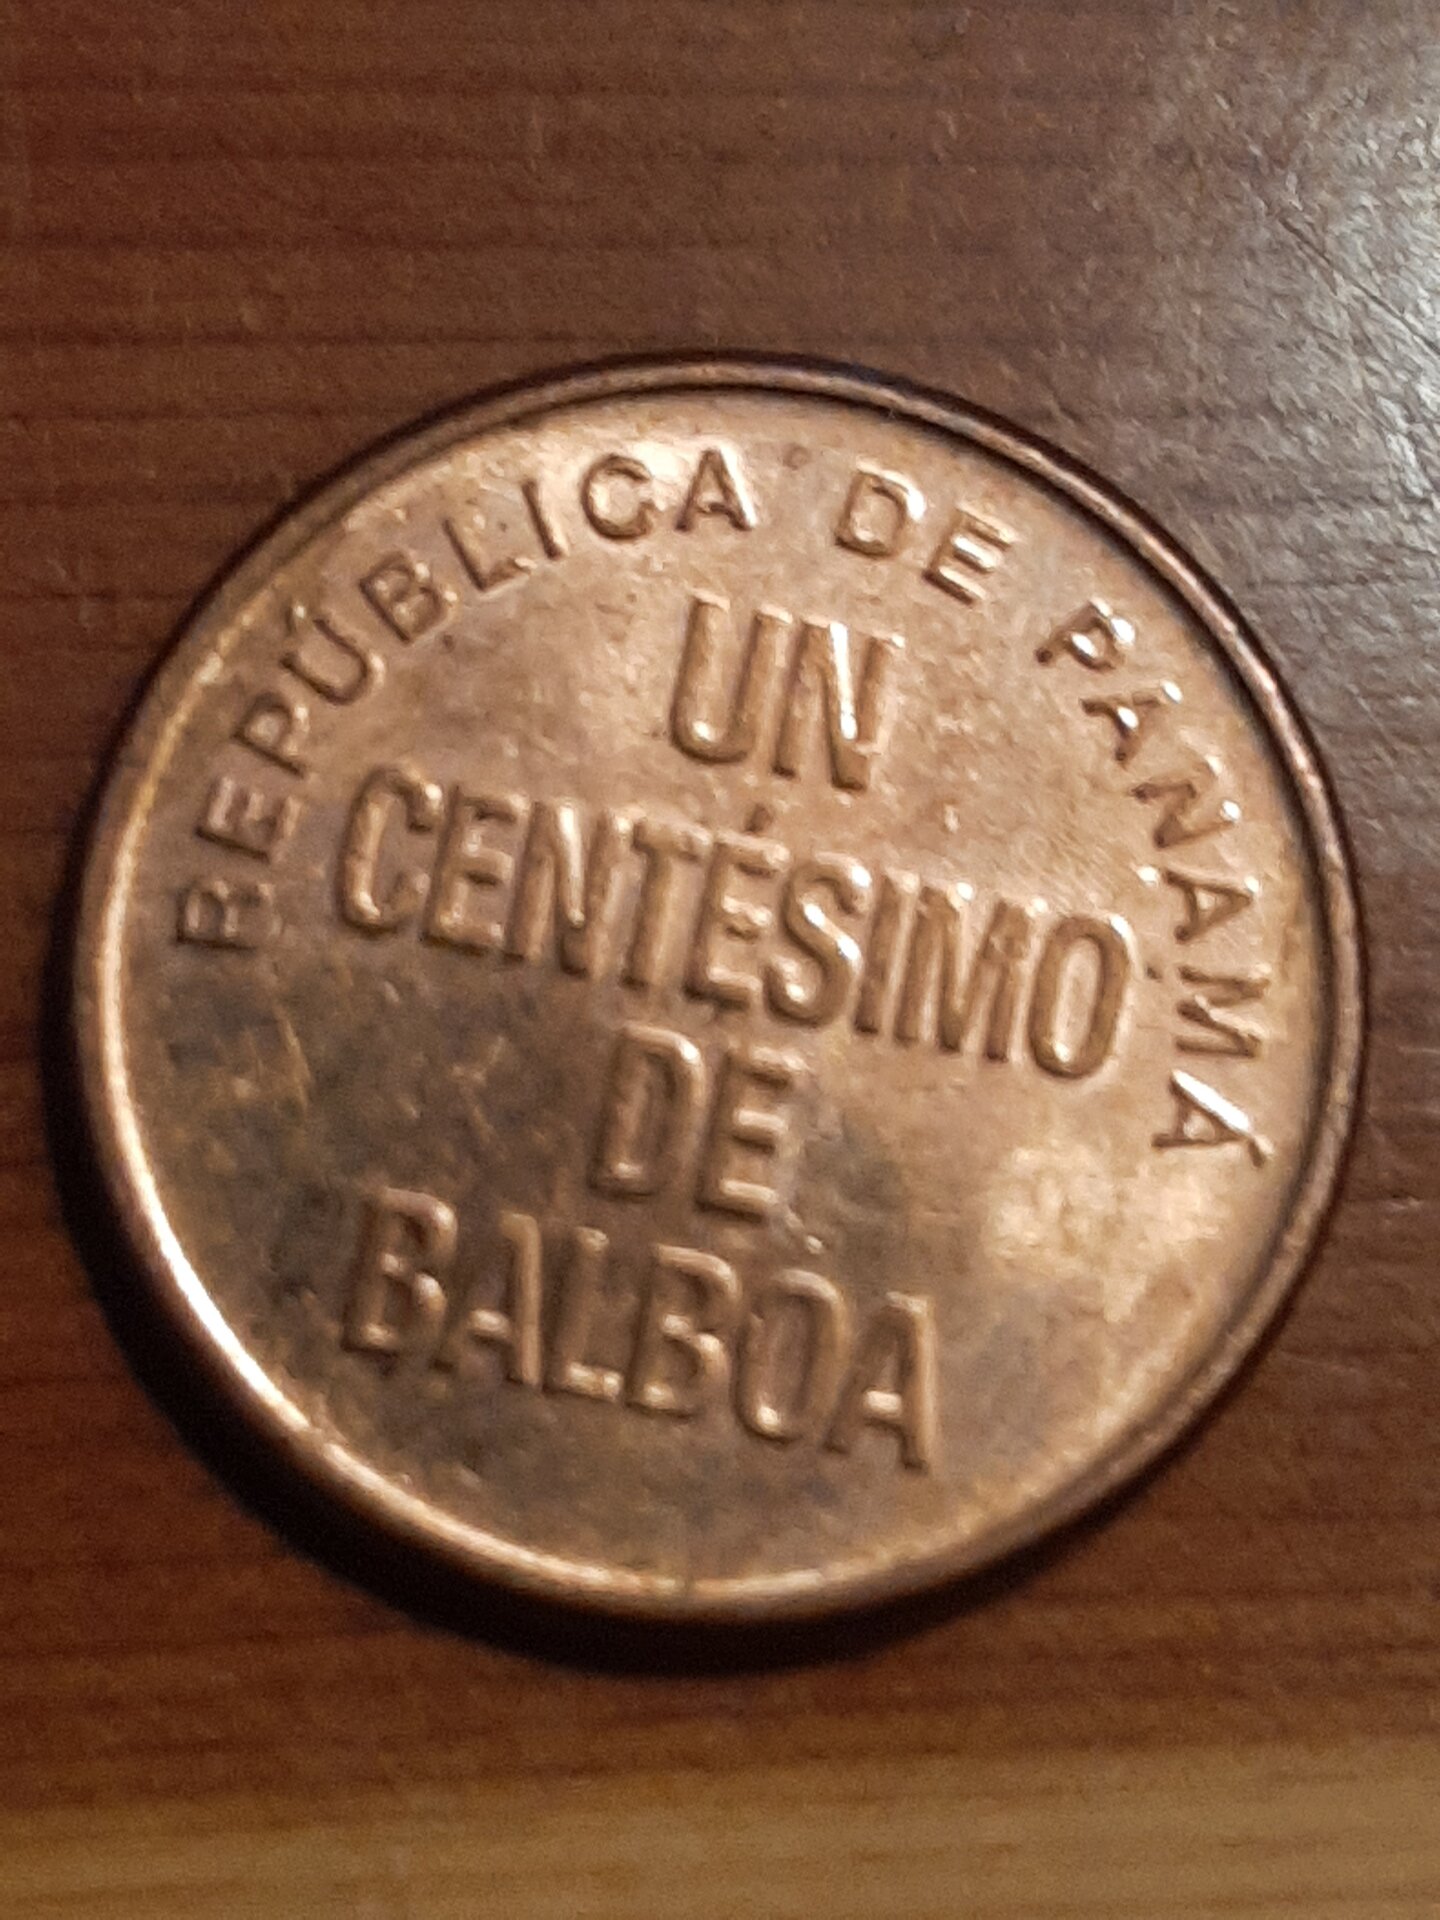 REPÚBLICA DE PANAMÁ
UN
CENTÉSIMO
DE
BALBOA